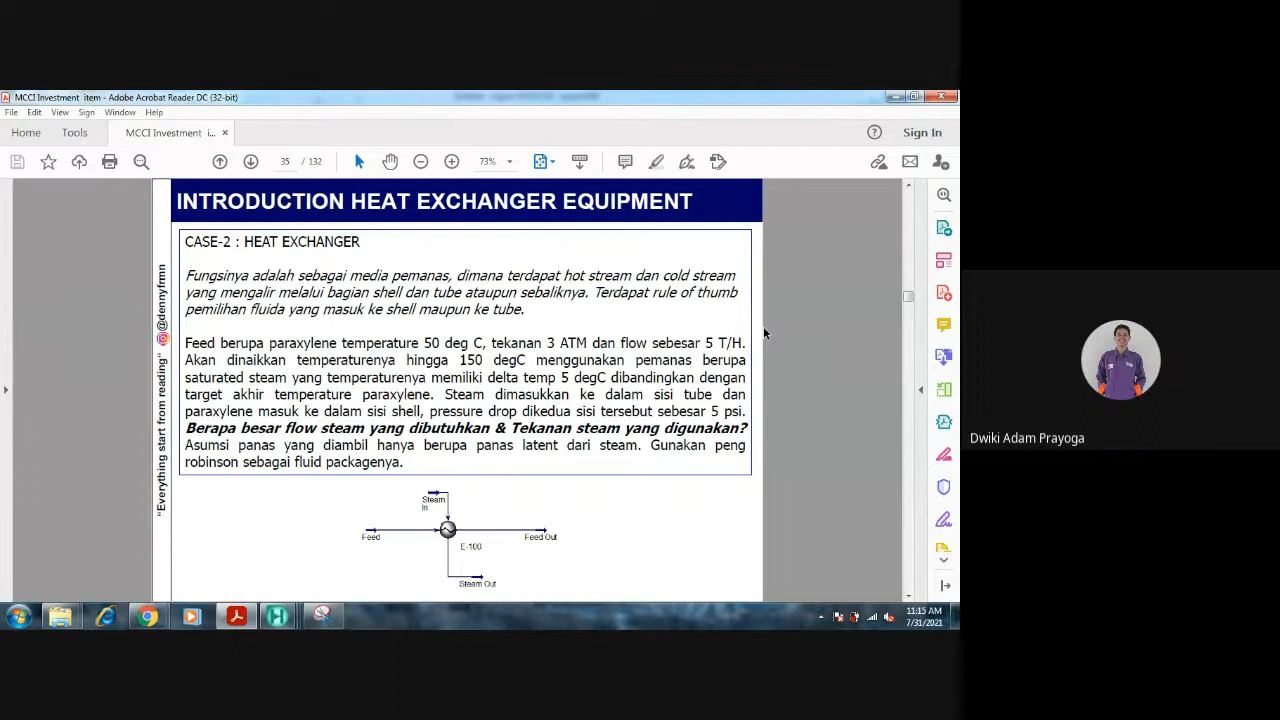 MCCI Investment item - Adobe Acrobat Reader DC (32-bit)
File Edit View Sign Window Help
Home Tools MCCI Investment i... × Sign In
35 / 132 73%
INTRODUCTION HEAT EXCHANGER EQUIPMENT
CASE-2 : HEAT EXCHANGER
Fungsinya adalah sebagai media pemanas, dimana terdapat hot stream dan cold stream
yang mengalir melalui bagian shell dan tube ataupun sebaliknya. Terdapat rule of thumb
pemilihan fluida yang masuk ke shell maupun ke tube.
Feed berupa paraxylene temperature 50 deg C, tekanan 3 ATM dan flow sebesar 5 T/H.
Akan dinaikkan temperaturenya hingga 150 degC menggunakan pemanas berupa
saturated steam yang temperaturenya memiliki delta temp 5 degC dibandingkan dengan
target akhir temperature paraxylene. Steam dimasukkan ke dalam sisi tube dan
paraxylene masuk ke dalam sisi shell, pressure drop dikedua sisi tersebut sebesar 5 psi.
Berapa besar flow steam yang dibutuhkan & Tekanan steam yang digunakan?
Asumsi panas yang diambil hanya berupa panas latent dari steam. Gunakan peng
robinson sebagai fluid packagenya.
"Everything start from reading" @dennyfrmn
Steam
In
Feed
Feed Out
E-100
Steam Out
Dwiki Adam Prayoga
11:15 AM
7/31/2021